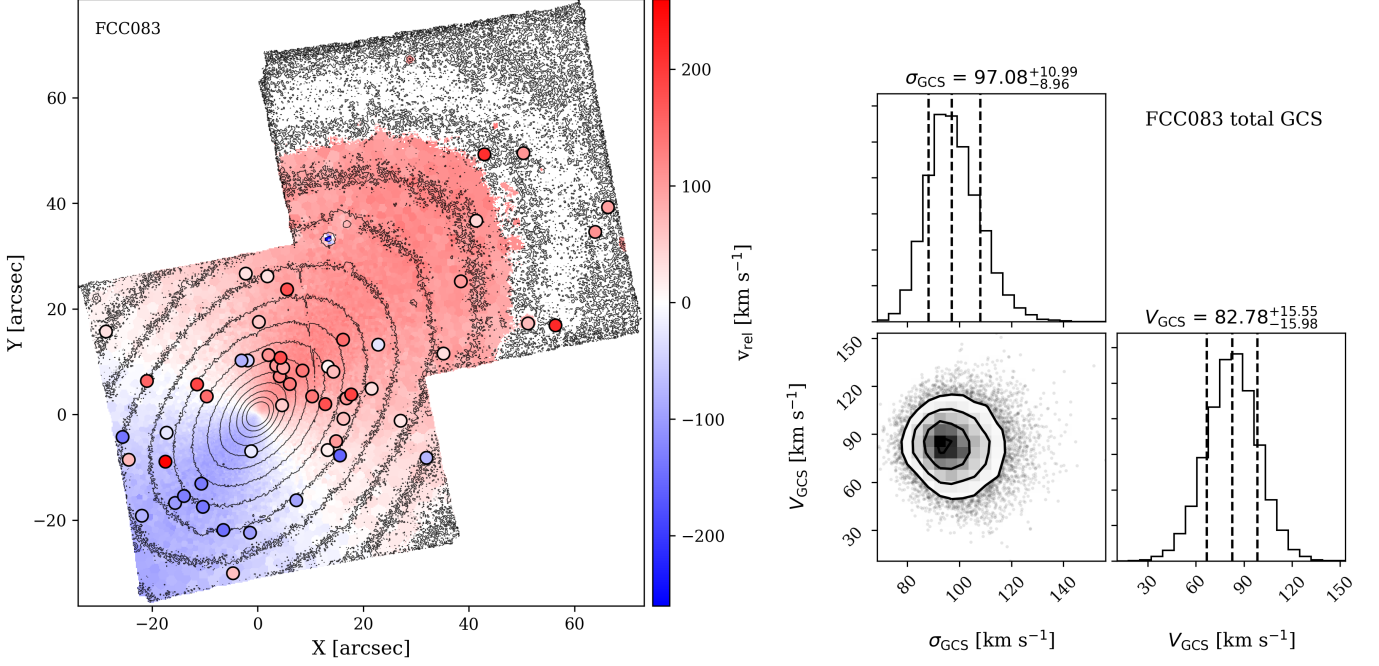 FCC083
60
40
20
0
−20
Y [arcsec]
−20
0
20
40
60
X [arcsec]
200
100
0
−100
−200
v_rel [km s⁻¹]
σ_GCS = 97.08^{+10.99}_{−8.96}
FCC083 total GCS
V_GCS = 82.78^{+15.55}_{−15.98}
150
120
90
60
30
V_GCS [km s⁻¹]
80
100
120
140
σ_GCS [km s⁻¹]
30
60
90
120
150
V_GCS [km s⁻¹]